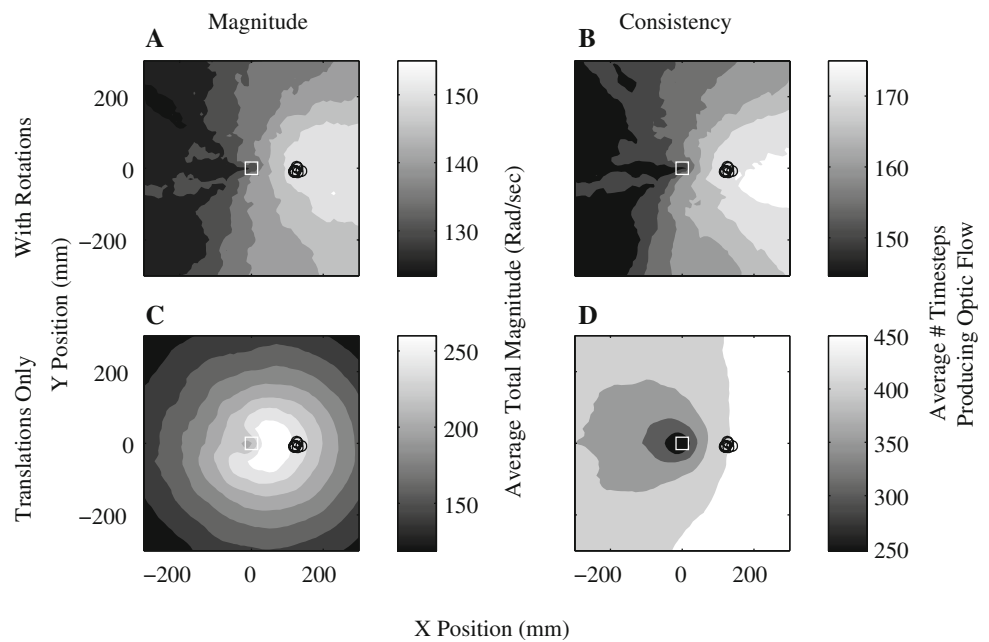 Magnitude
Consistency
A
B
With Rotations
Translations Only
Y Position (mm)
200
0
−200
150
140
130
170
160
150
Average Total Magnitude (Rad/sec)
Average # Timesteps
Producing Optic Flow
C
D
200
0
−200
250
200
150
450
400
350
300
250
−200
0
200
−200
0
200
X Position (mm)